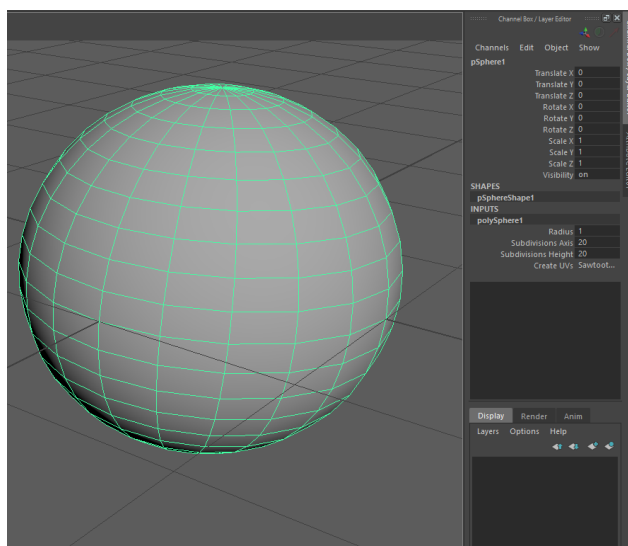 Channel Box / Layer Editor
Channels Edit Object Show
pSphere1
Translate X 0
Translate Y 0
Translate Z 0
Rotate X 0
Rotate Y 0
Rotate Z 0
Scale X 1
Scale Y 1
Scale Z 1
Visibility on
SHAPES
pSphereShape1
INPUTS
polySphere1
Radius 1
Subdivisions Axis 20
Subdivisions Height 20
Create UVs Sawtoot...
Display Render Anim
Layers Options Help